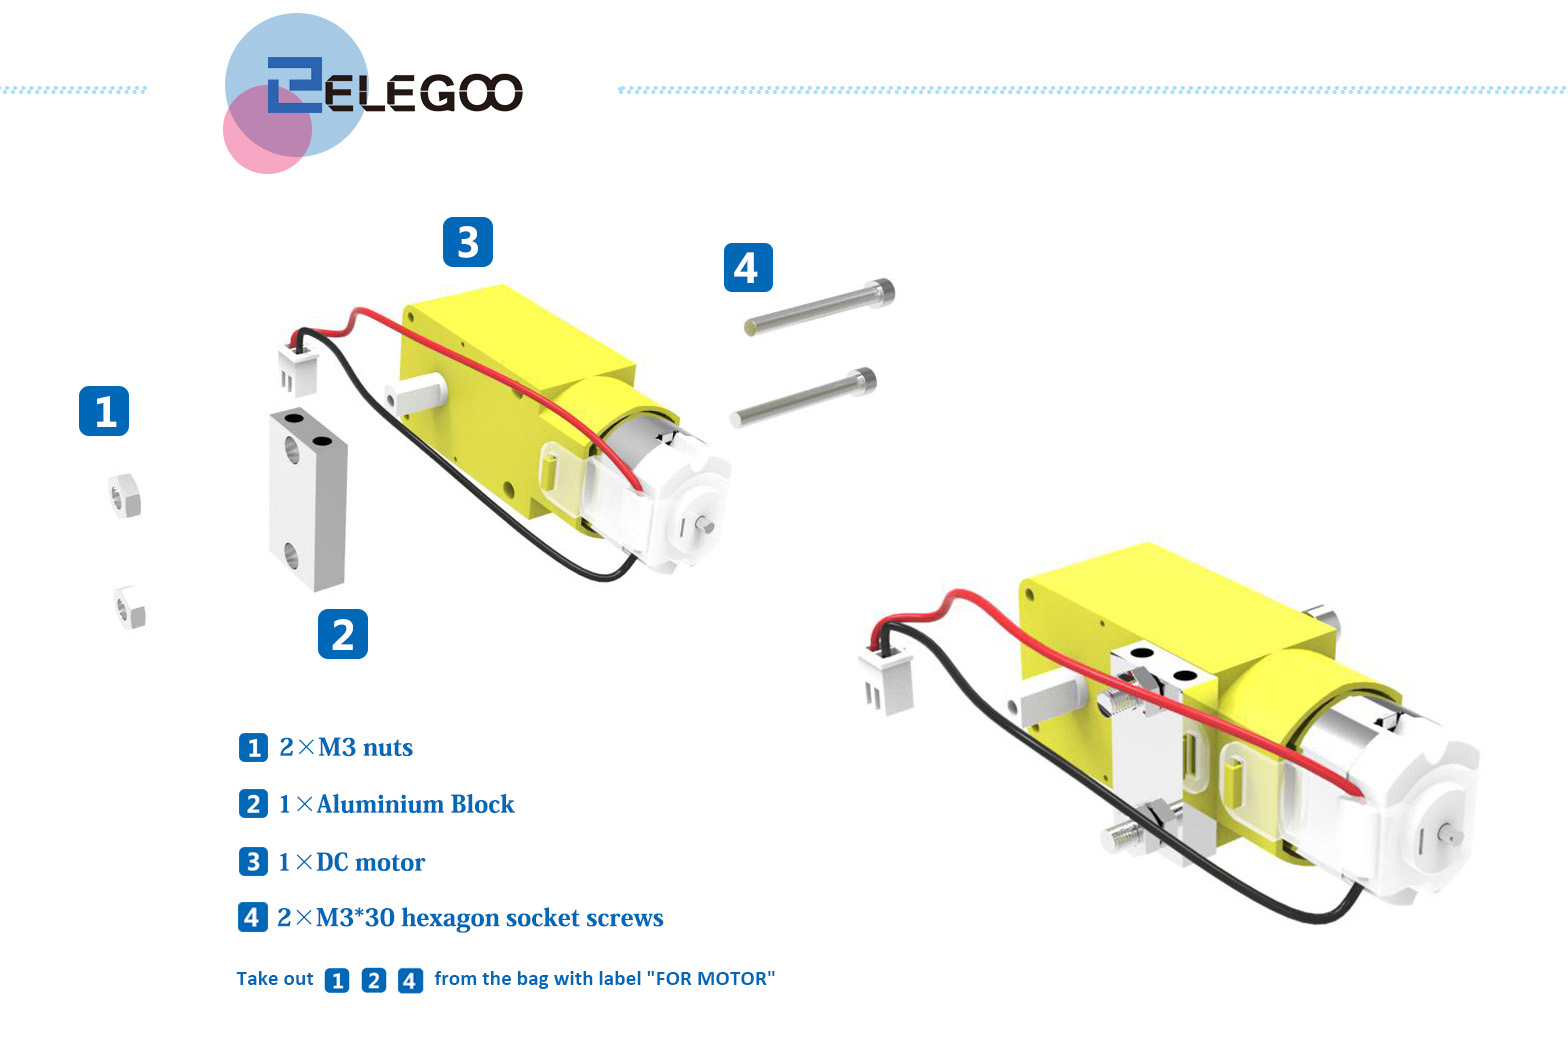 ELEGOO
3
4
1
2
1 2×M3 nuts
2 1×Aluminium Block
3 1×DC motor
4 2×M3*30 hexagon socket screws
Take out 1 2 4 from the bag with label "FOR MOTOR"